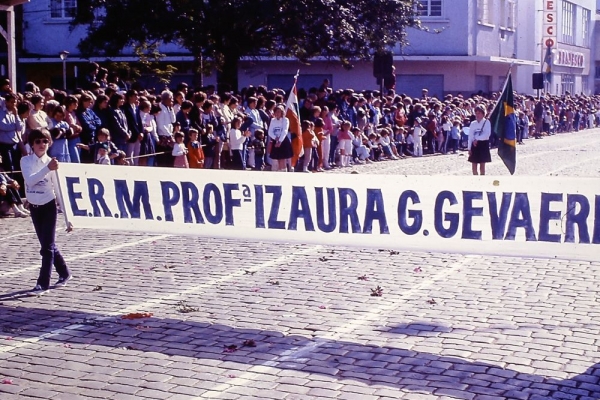 E.R.M. PROFª IZAURA G. GEVAER